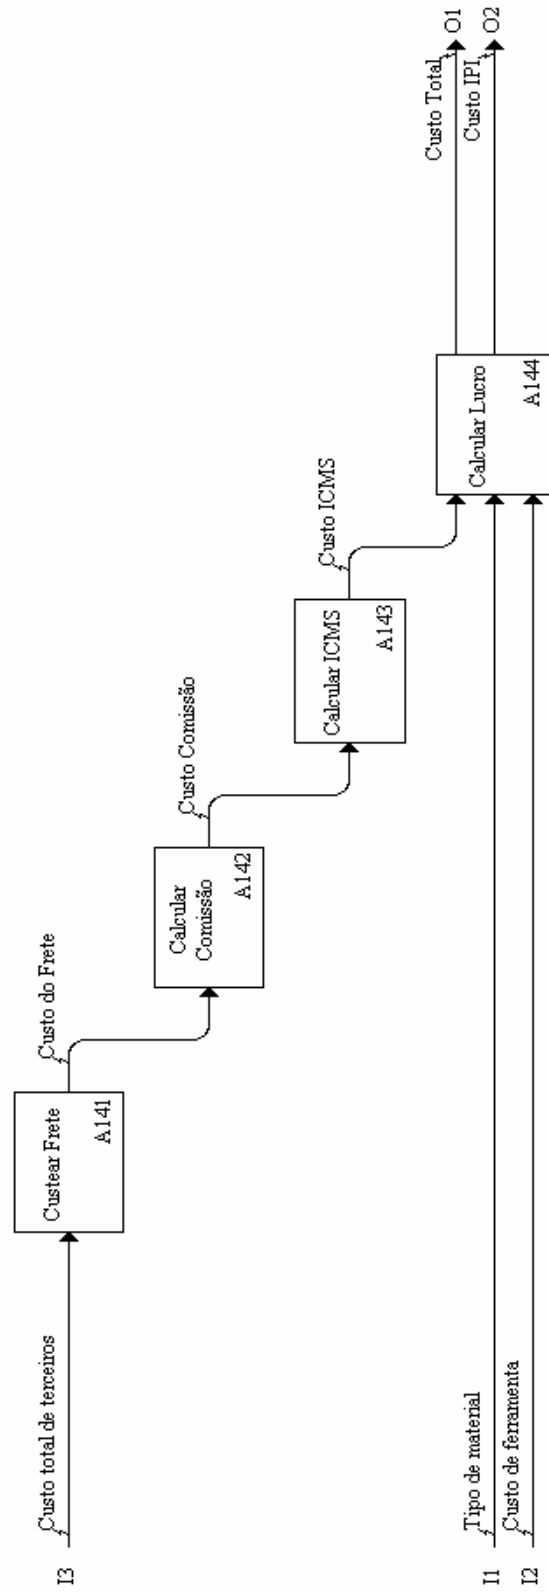 I3
Custo total de terceiros
Custear Frete
A141
Custo do Frete
Calcular
Comissão
A142
Custo Comissão
Calcular ICMS
A143
Custo ICMS
I1
Tipo de material
I2
Custo de ferramenta
Calcular Lucro
A144
Custo Total
O1
Custo IPI
O2